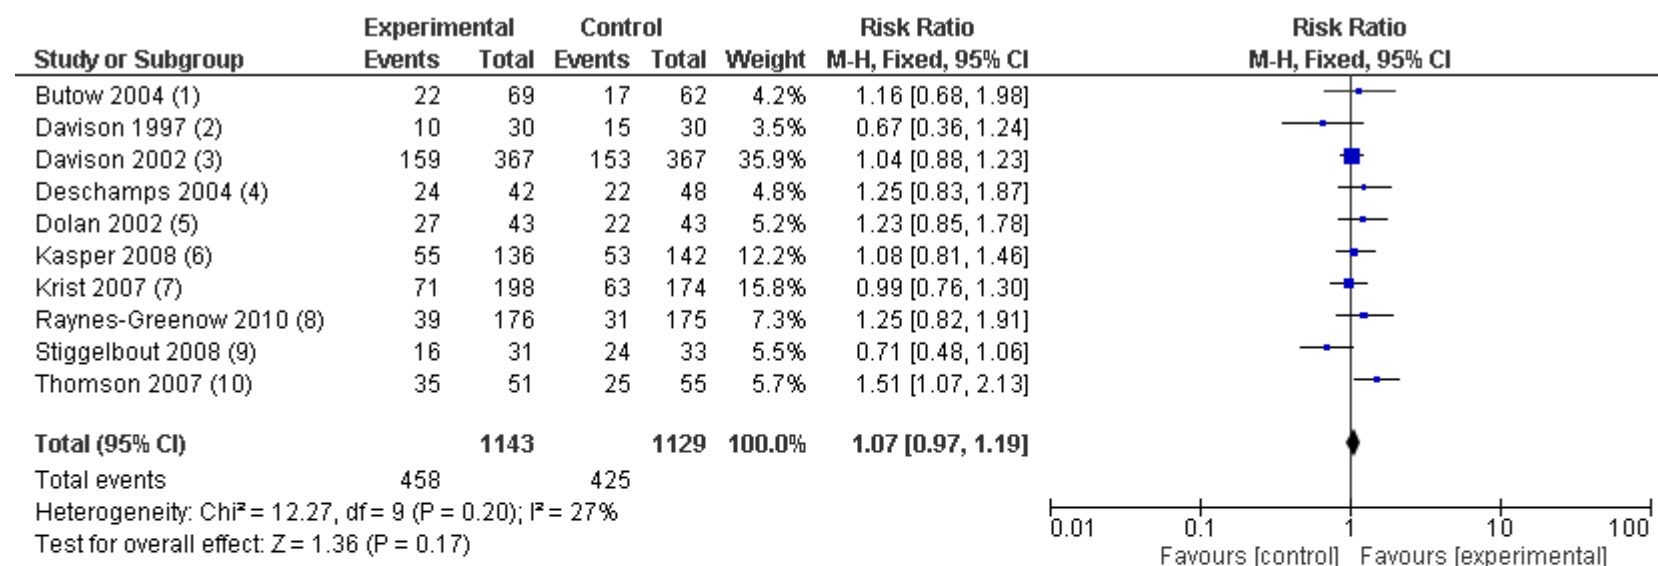 Experimental Control Risk Ratio Risk Ratio
Study or Subgroup Events Total Events Total Weight M-H, Fixed, 95% CI M-H, Fixed, 95% CI
Butow 2004 (1) 22 69 17 62 4.2% 1.16 [0.68, 1.98]
Davison 1997 (2) 10 30 15 30 3.5% 0.67 [0.36, 1.24]
Davison 2002 (3) 159 367 153 367 35.9% 1.04 [0.88, 1.23]
Deschamps 2004 (4) 24 42 22 48 4.8% 1.25 [0.83, 1.87]
Dolan 2002 (5) 27 43 22 43 5.2% 1.23 [0.85, 1.78]
Kasper 2008 (6) 55 136 53 142 12.2% 1.08 [0.81, 1.46]
Krist 2007 (7) 71 198 63 174 15.8% 0.99 [0.76, 1.30]
Raynes-Greenow 2010 (8) 39 176 31 175 7.3% 1.25 [0.82, 1.91]
Stiggelbout 2008 (9) 16 31 24 33 5.5% 0.71 [0.48, 1.06]
Thomson 2007 (10) 35 51 25 55 5.7% 1.51 [1.07, 2.13]
Total (95% CI) 1143 1129 100.0% 1.07 [0.97, 1.19]
Total events 458 425
Heterogeneity: Chi² = 12.27, df = 9 (P = 0.20); I² = 27%
Test for overall effect: Z = 1.36 (P = 0.17)
0.01 0.1 1 10 100
Favours [control] Favours [experimental]